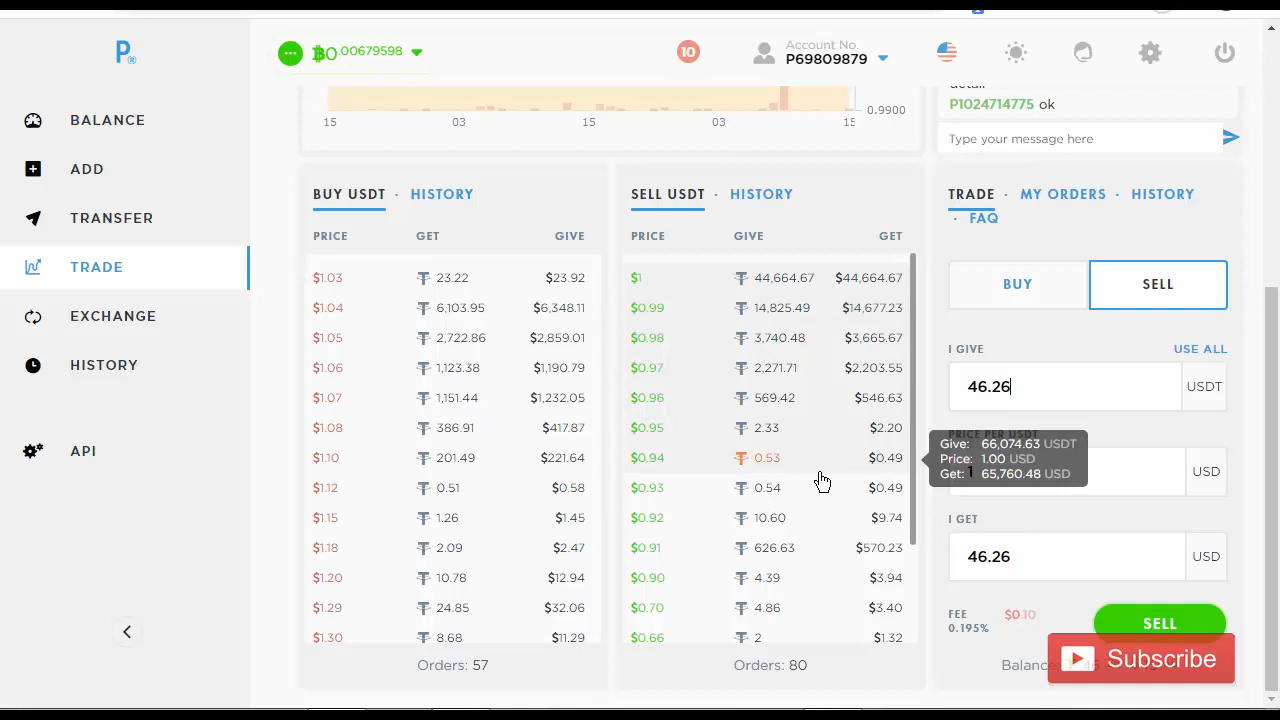 P®
฿0.00679598
10
Account No.
P69809879
BALANCE
ADD
TRANSFER
TRADE
EXCHANGE
HISTORY
API
0.9900
15 03 15 03 15
P1024714775 ok
Type your message here
BUY USDT · HISTORY
PRICE GET GIVE
$1.03 23.22 $23.92
$1.04 6,103.95 $6,348.11
$1.05 2,722.86 $2,859.01
$1.06 1,123.38 $1,190.79
$1.07 1,151.44 $1,232.05
$1.08 386.91 $417.87
$1.10 201.49 $221.64
$1.12 0.51 $0.58
$1.15 1.26 $1.45
$1.18 2.09 $2.47
$1.20 10.78 $12.94
$1.29 24.85 $32.06
$1.30 8.68 $11.29
Orders: 57
SELL USDT · HISTORY
PRICE GIVE GET
$1 44,664.67 $44,664.67
$0.99 14,825.49 $14,677.23
$0.98 3,740.48 $3,665.67
$0.97 2,271.71 $2,203.55
$0.96 569.42 $546.63
$0.95 2.33 $2.20
$0.94 0.53 $0.49
$0.93 0.54 $0.49
$0.92 10.60 $9.74
$0.91 626.63 $570.23
$0.90 4.39 $3.94
$0.70 4.86 $3.40
$0.66 2 $1.32
Orders: 80
TRADE · MY ORDERS · HISTORY
· FAQ
BUY SELL
I GIVE USE ALL
46.26 USDT
Give: 66,074.63 USDT
Price: 1.00 USD
Get: 65,760.48 USD
1 USD
I GET
46.26 USD
FEE $0.10
0.195%
SELL
Subscribe